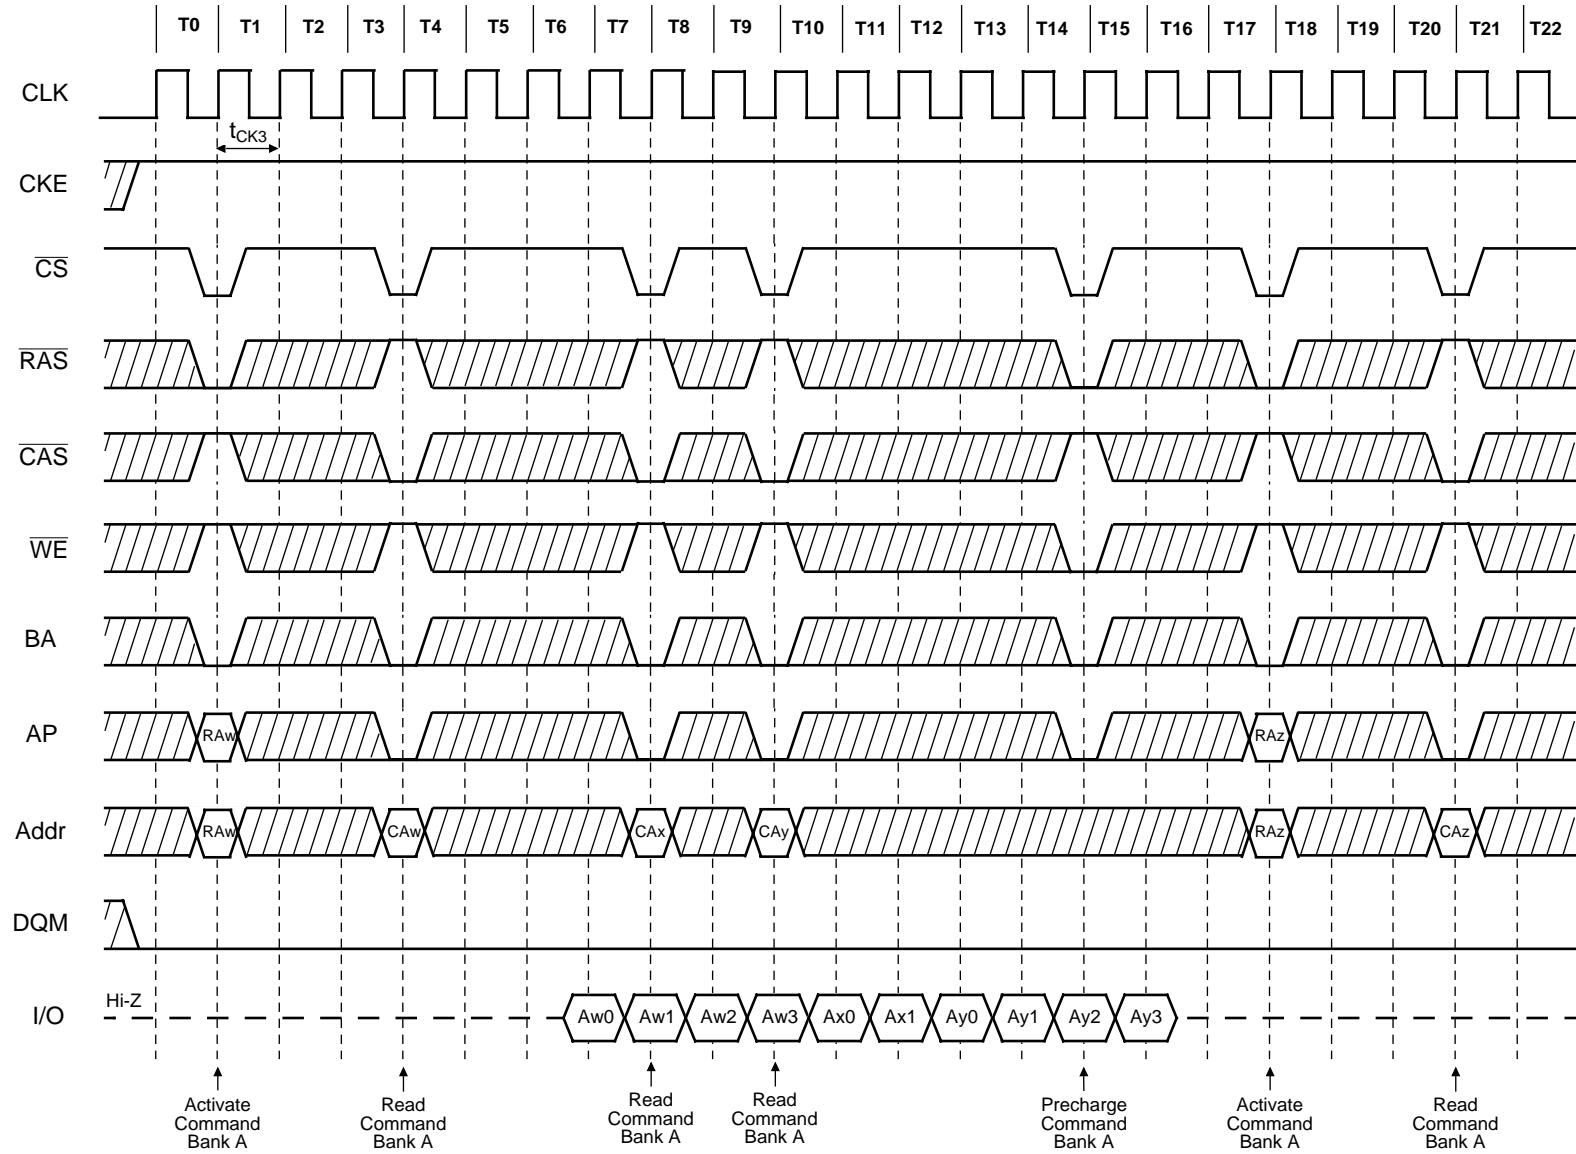 T0 T1 T2 T3 T4 T5 T6 T7 T8 T9 T10 T11 T12 T13 T14 T15 T16 T17 T18 T19 T20 T21 T22
CLK
tCK3
CKE
CS
RAS
CAS
WE
BA
AP RAw RAz
Addr RAw CAw CAx CAy RAz CAz
DQM
Hi-Z
I/O Aw0 Aw1 Aw2 Aw3 Ax0 Ax1 Ay0 Ay1 Ay2 Ay3
Activate
Command
Bank A
Read
Command
Bank A
Read
Command
Bank A
Read
Command
Bank A
Precharge
Command
Bank A
Activate
Command
Bank A
Read
Command
Bank A